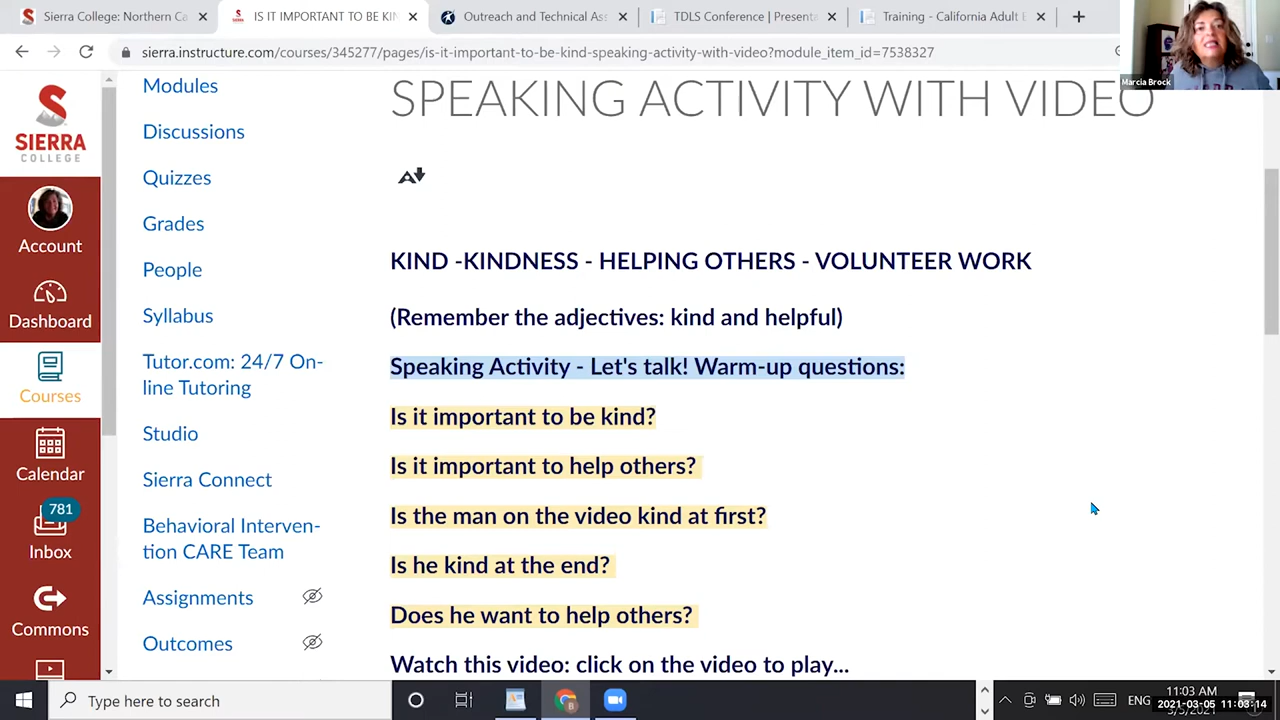 Sierra College: Northern Ca
IS IT IMPORTANT TO BE KIN
Outreach and Technical Ass
TDLS Conference | Presenta
Training - California Adult E
sierra.instructure.com/courses/345277/pages/is-it-important-to-be-kind-speaking-activity-with-video?module_item_id=7538327
Marcia Brock
SIERRA
COLLEGE
Account
Dashboard
Courses
Calendar
781
Inbox
Commons
Modules
Discussions
Quizzes
Grades
People
Syllabus
Tutor.com: 24/7 On-
line Tutoring
Studio
Sierra Connect
Behavioral Interven-
tion CARE Team
Assignments
Outcomes
SPEAKING ACTIVITY WITH VIDEO
KIND -KINDNESS - HELPING OTHERS - VOLUNTEER WORK
(Remember the adjectives: kind and helpful)
Speaking Activity - Let's talk! Warm-up questions:
Is it important to be kind?
Is it important to help others?
Is the man on the video kind at first?
Is he kind at the end?
Does he want to help others?
Watch this video: click on the video to play...
Type here to search
ENG
11:03 AM
2021-03-05 11:03:14